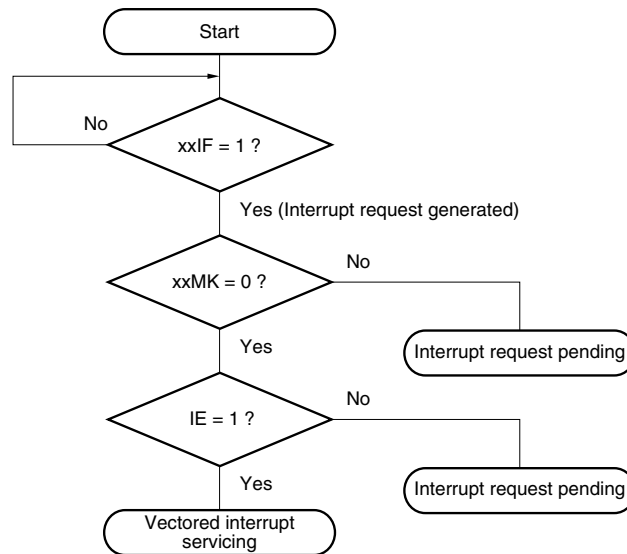 Start
No
xxIF = 1 ?
Yes (Interrupt request generated)
xxMK = 0 ?
No
Interrupt request pending
Yes
IE = 1 ?
No
Interrupt request pending
Yes
Vectored interrupt
servicing